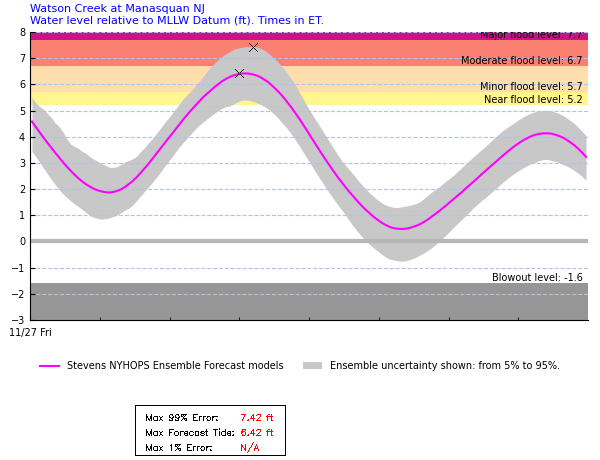 Watson Creek at Manasquan NJ
Water level relative to MLLW Datum (ft). Times in ET.
8
Major flood level: 7.7
7
Moderate flood level: 6.7
6
Minor flood level: 5.7
Near flood level: 5.2
5
4
3
2
1
0
−1
Blowout level: -1.6
−2
−3
11/27 Fri
Stevens NYHOPS Ensemble Forecast models
Ensemble uncertainty shown: from 5% to 95%.
Max 99% Error: 7.42 ft
Max Forecast Tide: 6.42 ft
Max 1% Error: N/A